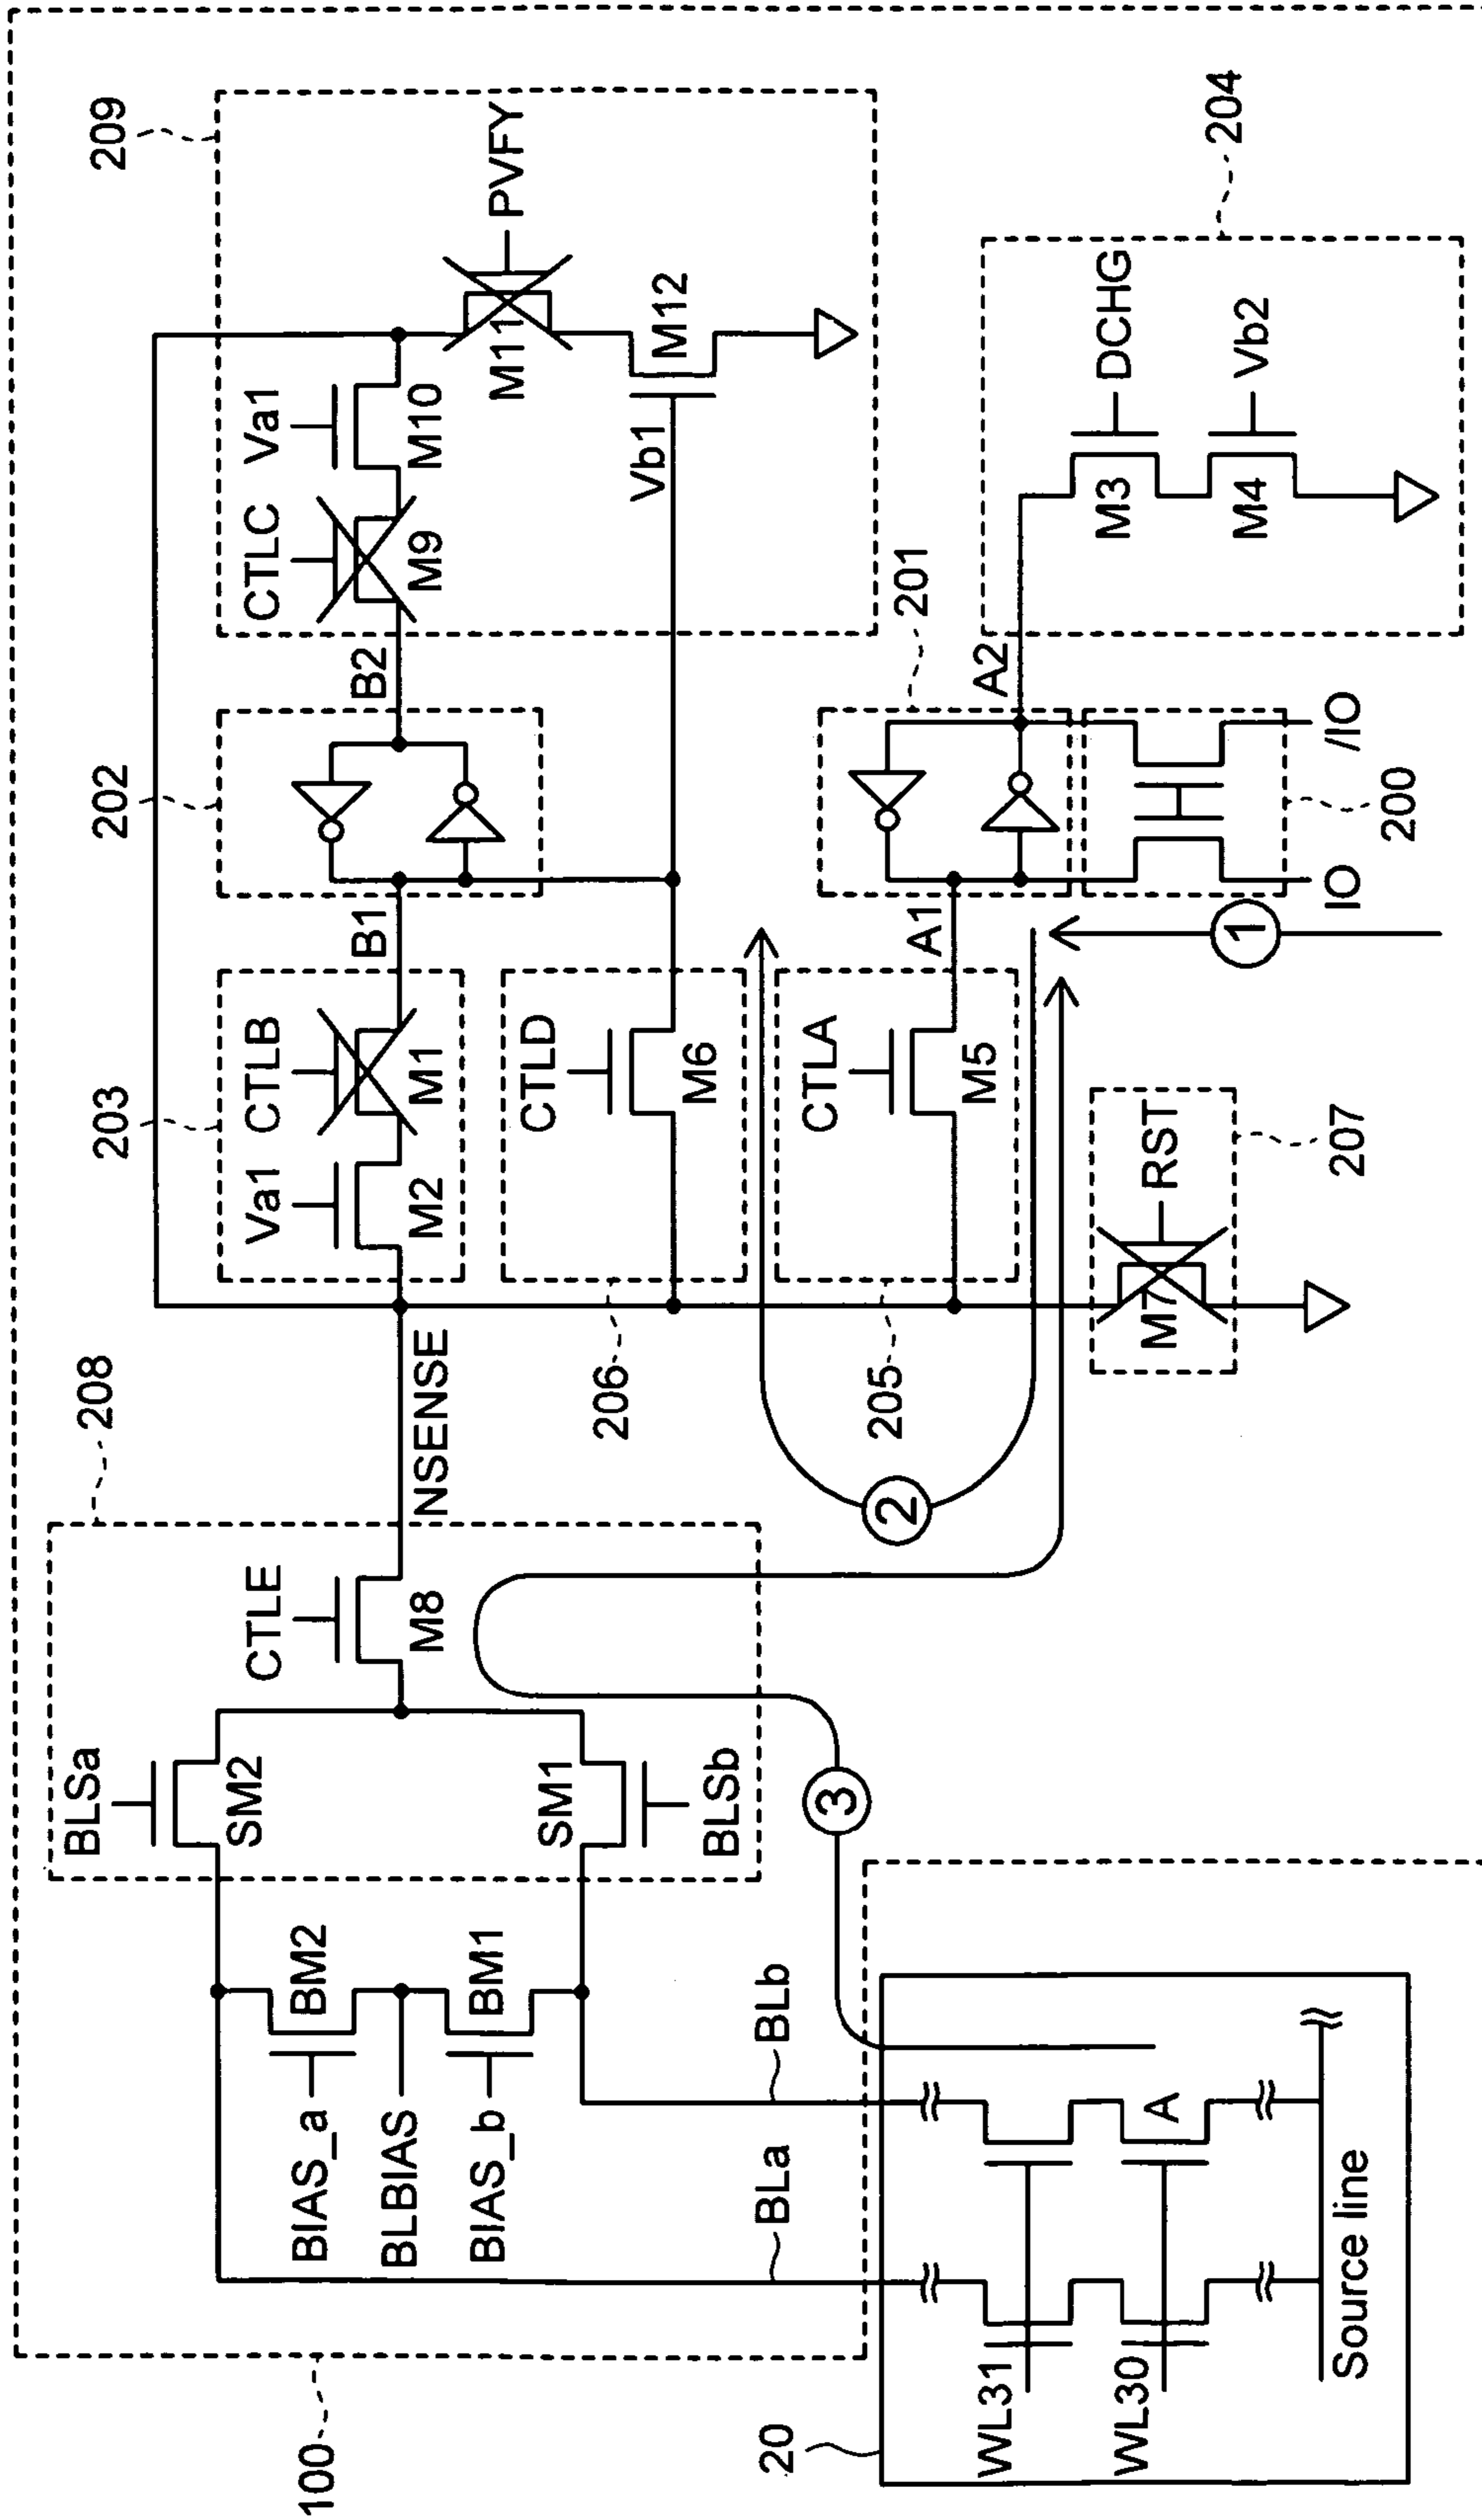 100
208
203
202
209
BLSa
SM2
SM1
BLSb
CTLE
M8
NSENSE
Va1
CTLB
M2
M1
B1
B2
CTLC
Va1
M9
M10
M11
PVFY
Vb1
M12
CTLD
M6
206
CTLA
M5
205
A1
A2
201
204
DCHG
M3
Vb2
M4
IO
/IO
200
1
2
3
RST
M7
207
BM2
BM1
BIAS_a
BLBIAS
BIAS_b
BLa
BLb
20
WL31
WL30
A
Source line